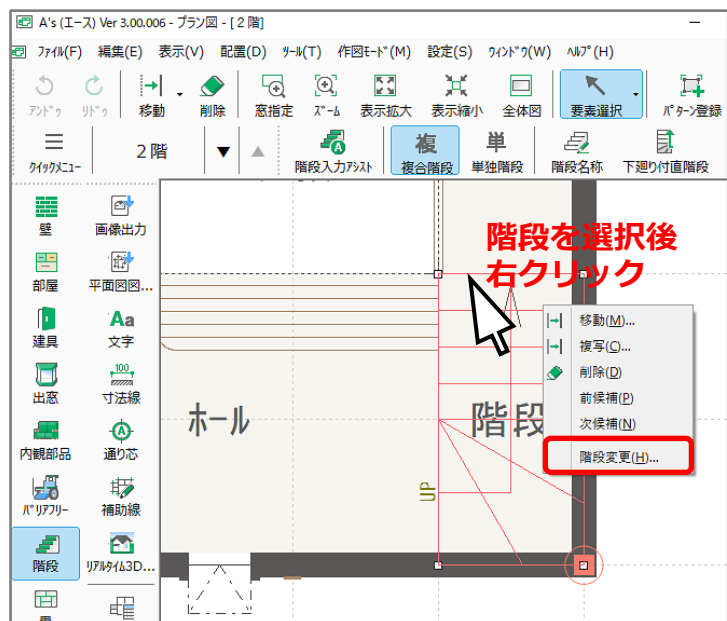 A's (エース) Ver 3.00.006 - プラン図 - [ 2 階]
ﾌｧｲﾙ(F) 編集(E) 表示(V) 配置(D) ﾂｰﾙ(T) 作図ﾓｰﾄﾞ(M) 設定(S) ｳｨﾝﾄﾞｳ(W) ﾍﾙﾌﾟ(H)
ｱﾝﾄﾞｩ ﾘﾄﾞｩ 移動 削除 窓指定 ｽﾞｰﾑ 表示拡大 表示縮小 全体図 要素選択 ﾊﾟﾀｰﾝ登録
複 単
ｸｲｯｸﾒﾆｭｰ 2 階 階段入力ｱｼｽﾄ 複合階段 単独階段 階段名称 下廻り付直階段
壁 画像出力
部屋 平面図図...
建具 Aa 文字
出窓 100 寸法線
内観部品 A 通り芯
ﾊﾞﾘｱﾌﾘｰ 補助線
階段 ﾘｱﾙﾀｲﾑ3D...
畳
階段を選択後
右クリック
移動(M)...
複写(C)...
削除(D)
前候補(P)
次候補(N)
階段変更(H)...
ホール
階段
UP